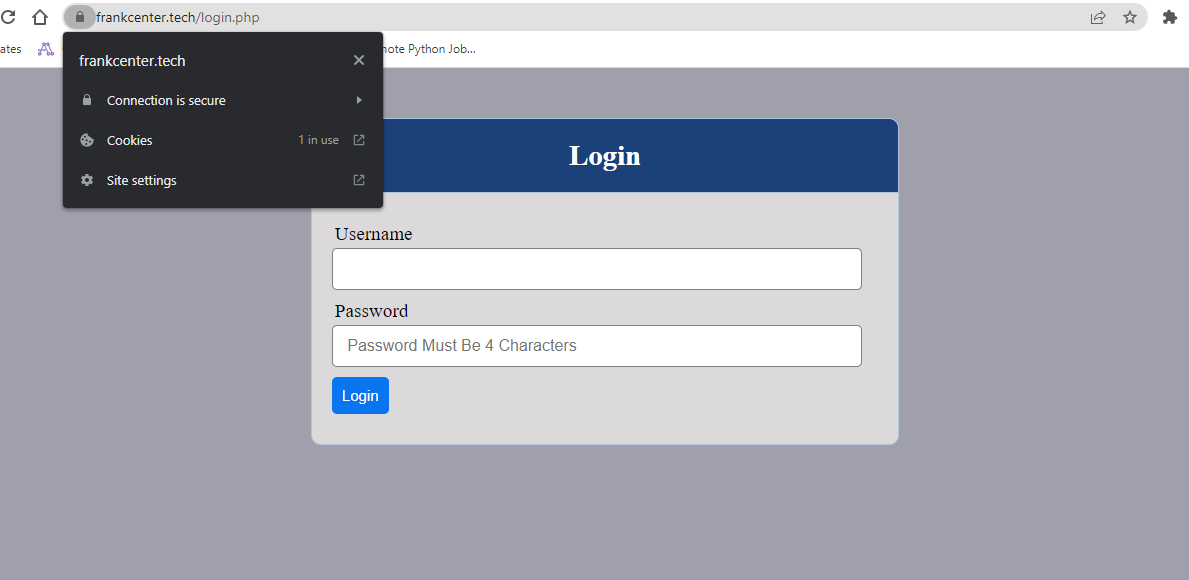 frankcenter.tech/login.php
ates
note Python Job...
frankcenter.tech
Connection is secure
Cookies 1 in use
Site settings
Login
Username
Password
Password Must Be 4 Characters
Login